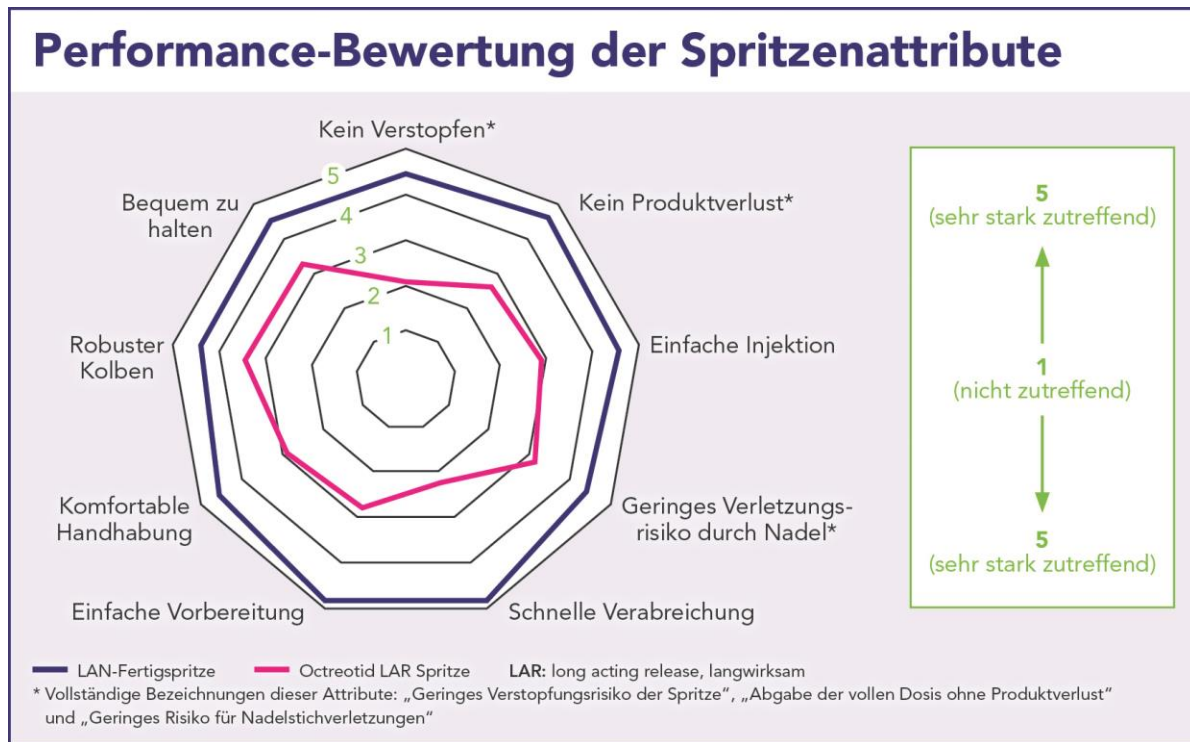 Performance-Bewertung der Spritzenattribute
Kein Verstopfen*
Kein Produktverlust*
Einfache Injektion
Geringes Verletzungs-
risiko durch Nadel*
Schnelle Verabreichung
Einfache Vorbereitung
Komfortable
Handhabung
Robuster
Kolben
Bequem zu
halten
5
4
3
2
1
5
(sehr stark zutreffend)
1
(nicht zutreffend)
5
(sehr stark zutreffend)
LAN-Fertigspritze
Octreotid LAR Spritze
LAR: long acting release, langwirksam
* Vollständige Bezeichnungen dieser Attribute: „Geringes Verstopfungsrisiko der Spritze“, „Abgabe der vollen Dosis ohne Produktverlust“
und „Geringes Risiko für Nadelstichverletzungen“